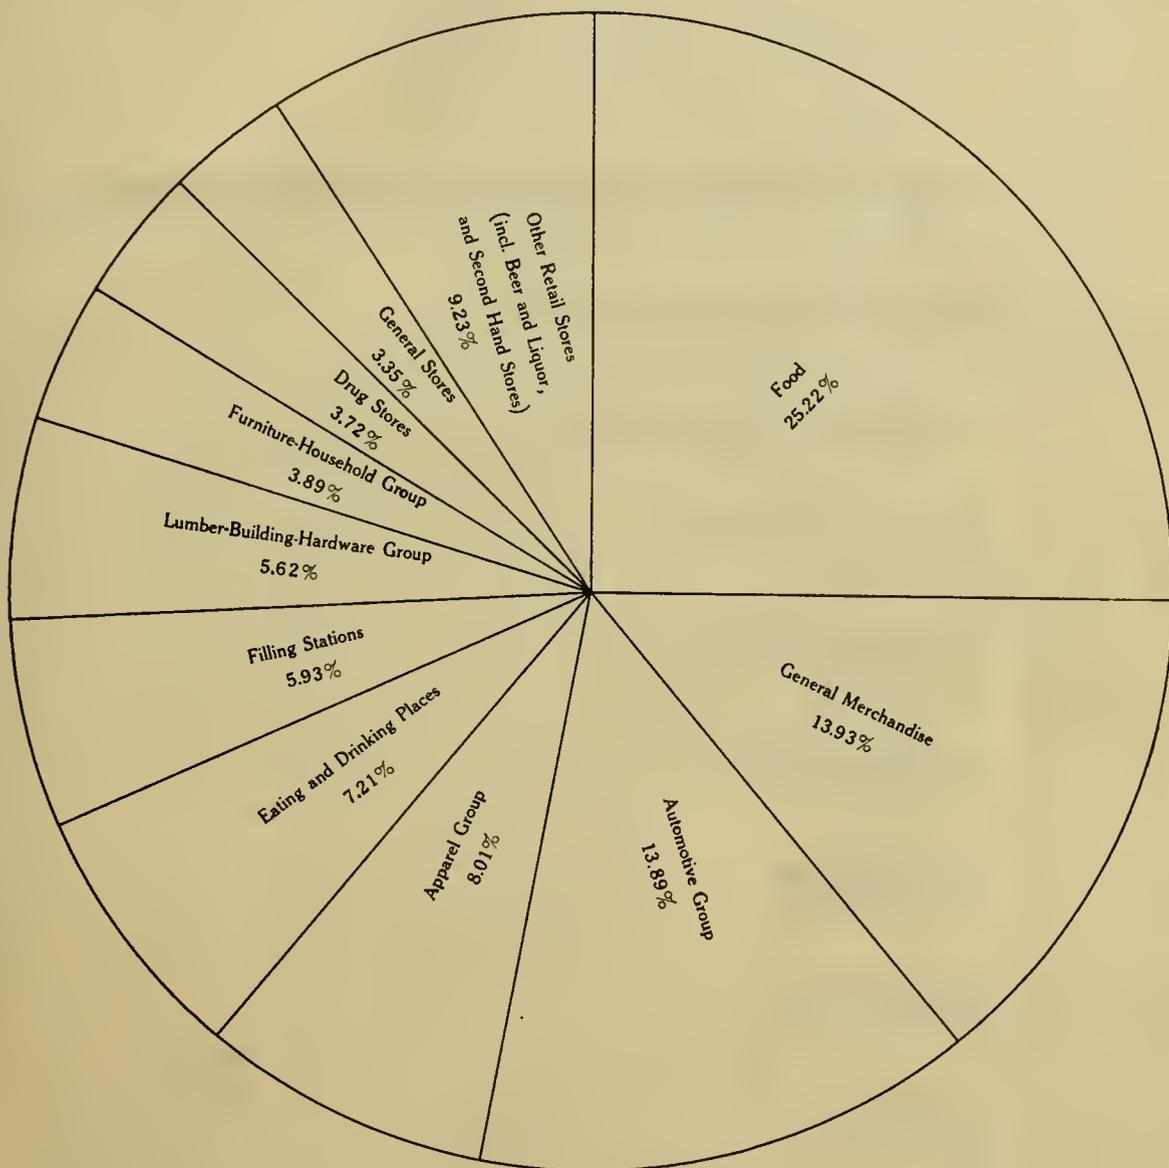 Food
25.22%
General Merchandise
13.93%
Automotive Group
13.89%
Apparel Group
8.01%
Eating and Drinking Places
7.21%
Filling Stations
5.93%
Lumber-Building-Hardware Group
5.62%
Furniture-Household Group
3.89%
Drug Stores
3.72%
General Stores
3.35%
Other Retail Stores
(incl. Beer and Liquor,
and Second Hand Stores)
9.23%